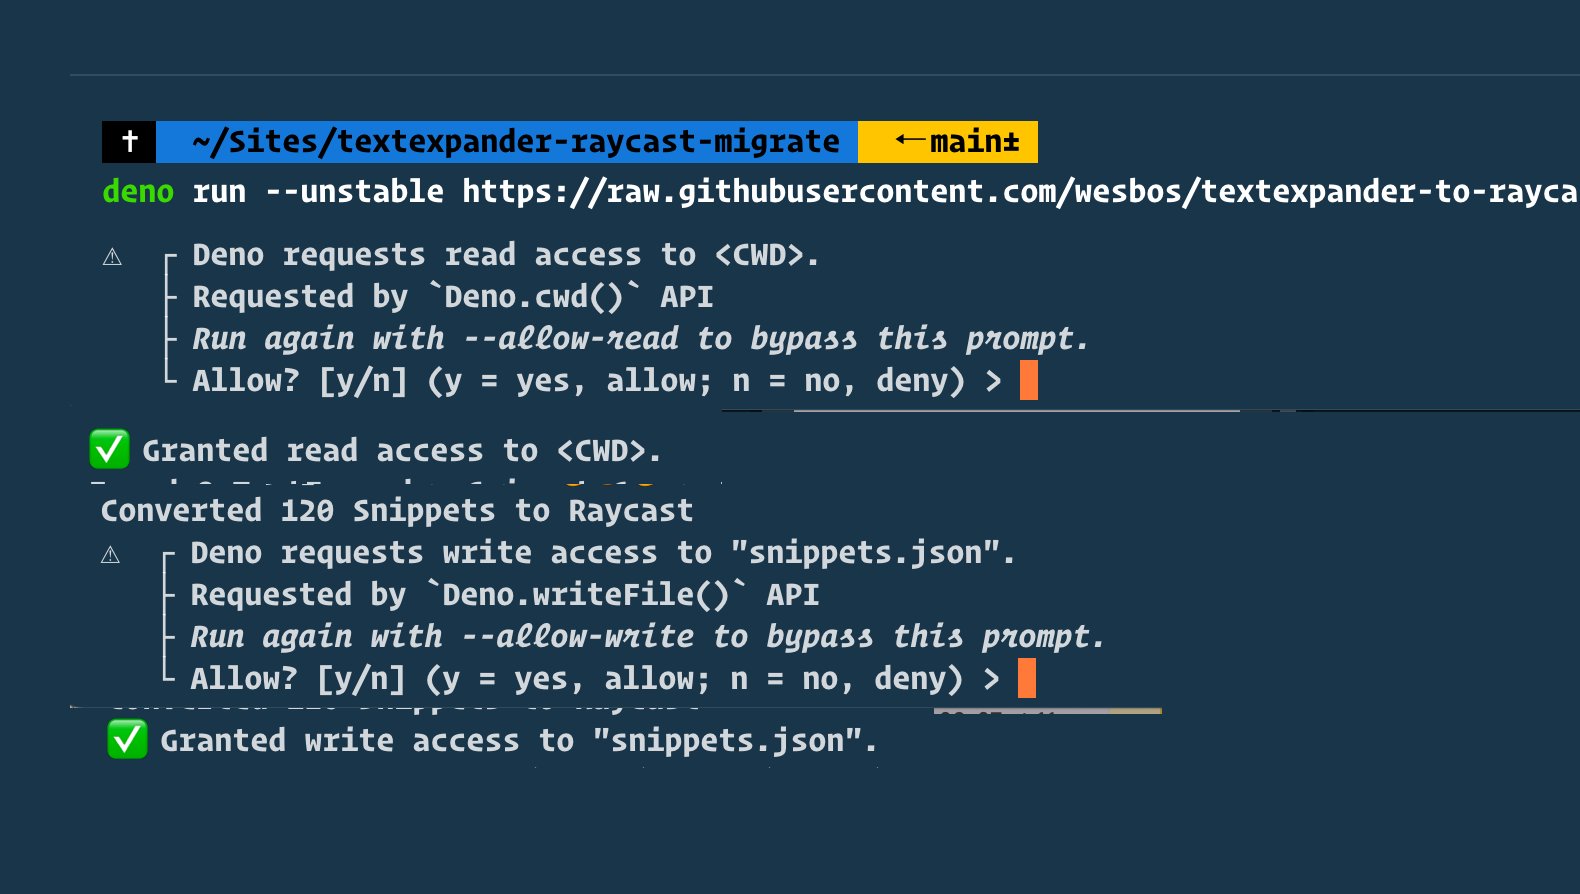 ✝ ~/Sites/textexpander-raycast-migrate ←main±
deno run --unstable https://raw.githubusercontent.com/wesbos/textexpander-to-rayca
⚠ ┌ Deno requests read access to <CWD>.
├ Requested by `Deno.cwd()` API
├ Run again with --allow-read to bypass this prompt.
└ Allow? [y/n] (y = yes, allow; n = no, deny) >
✅ Granted read access to <CWD>.
Converted 120 Snippets to Raycast
⚠ ┌ Deno requests write access to "snippets.json".
├ Requested by `Deno.writeFile()` API
├ Run again with --allow-write to bypass this prompt.
└ Allow? [y/n] (y = yes, allow; n = no, deny) >
✅ Granted write access to "snippets.json".